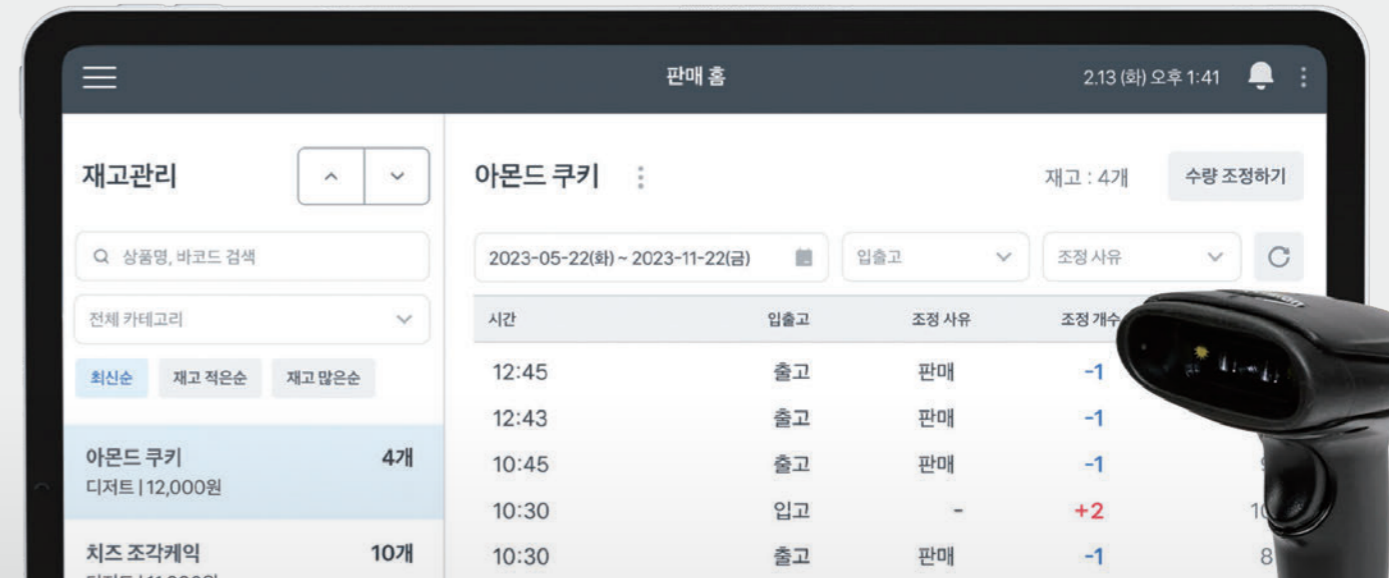 판매 홈
2.13 (화) 오후 1:41
재고관리
상품명, 바코드 검색
전체 카테고리
최신순 재고 적은순 재고 많은순
아몬드 쿠키 4개
디저트 | 12,000원
치즈 조각케익 10개
아몬드 쿠키
재고 : 4개
수량 조정하기
2023-05-22(화) ~ 2023-11-22(금)
입출고
조정 사유
시간 입출고 조정 사유 조정 개수
12:45 출고 판매 -1
12:43 출고 판매 -1
10:45 출고 판매 -1
10:30 입고 - +2
10:30 출고 판매 -1 8